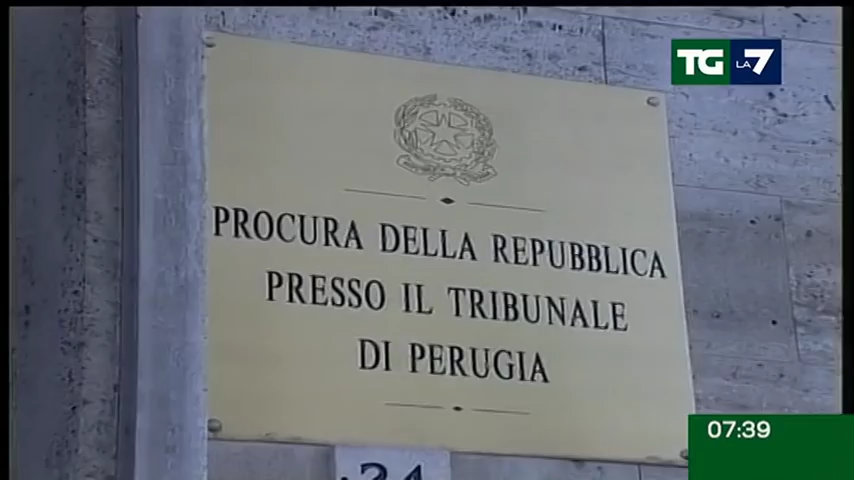 TG LA7
PROCURA DELLA REPUBBLICA
PRESSO IL TRIBUNALE
DI PERUGIA
07:39